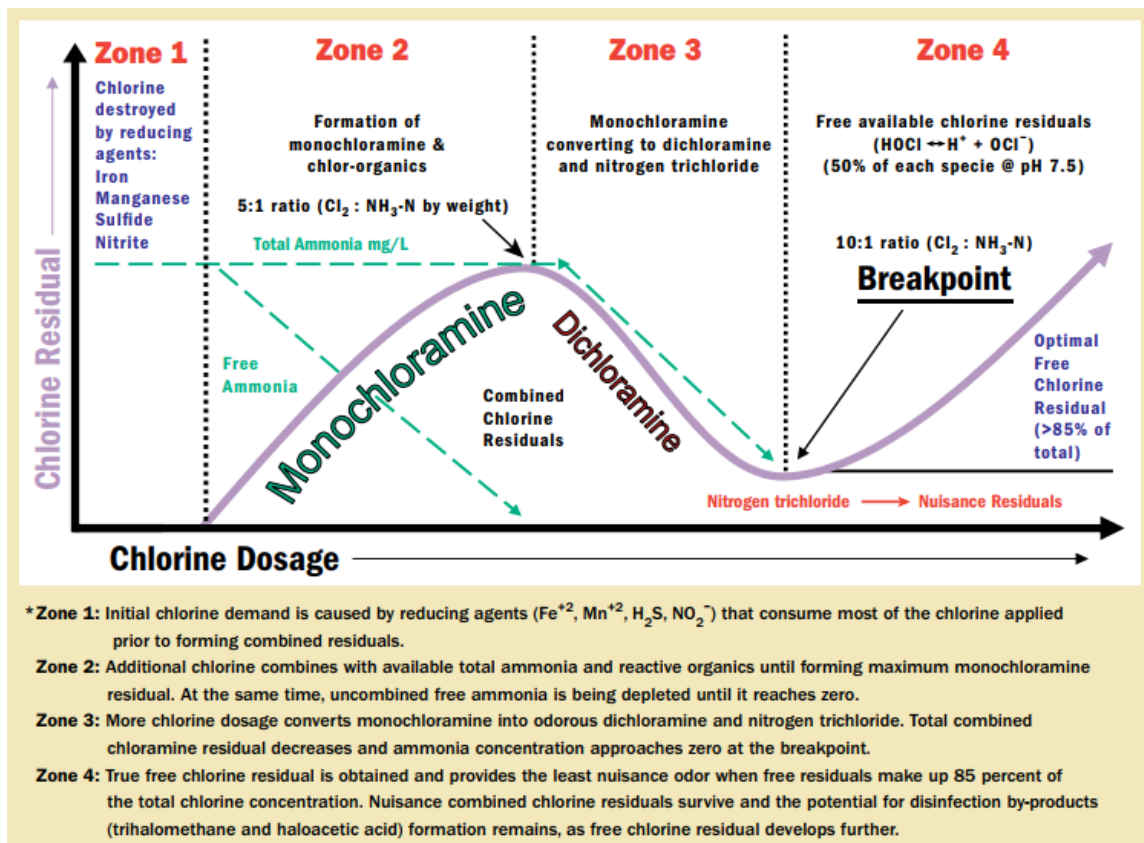 Zone 1
Zone 2
Zone 3
Zone 4
Chlorine
destroyed
by reducing
agents:
Iron
Manganese
Sulfide
Nitrite
Formation of
monochloramine &
chlor-organics
5:1 ratio (Cl₂ : NH₃-N by weight)
Total Ammonia mg/L
Monochloramine
converting to dichloramine
and nitrogen trichloride
Free available chlorine residuals
(HOCl ↔ H⁺ + OCl⁻)
(50% of each specie @ pH 7.5)
10:1 ratio (Cl₂ : NH₃-N)
Breakpoint
Chlorine Residual
Free
Ammonia
Monochloramine
Combined
Chlorine
Residuals
Dichloramine
Optimal
Free
Chlorine
Residual
(>85% of
total)
Nitrogen trichloride → Nuisance Residuals
Chlorine Dosage
*Zone 1: Initial chlorine demand is caused by reducing agents (Fe⁺², Mn⁺², H₂S, NO₂⁻) that consume most of the chlorine applied
prior to forming combined residuals.
Zone 2: Additional chlorine combines with available total ammonia and reactive organics until forming maximum monochloramine
residual. At the same time, uncombined free ammonia is being depleted until it reaches zero.
Zone 3: More chlorine dosage converts monochloramine into odorous dichloramine and nitrogen trichloride. Total combined
chloramine residual decreases and ammonia concentration approaches zero at the breakpoint.
Zone 4: True free chlorine residual is obtained and provides the least nuisance odor when free residuals make up 85 percent of
the total chlorine concentration. Nuisance combined chlorine residuals survive and the potential for disinfection by-products
(trihalomethane and haloacetic acid) formation remains, as free chlorine residual develops further.